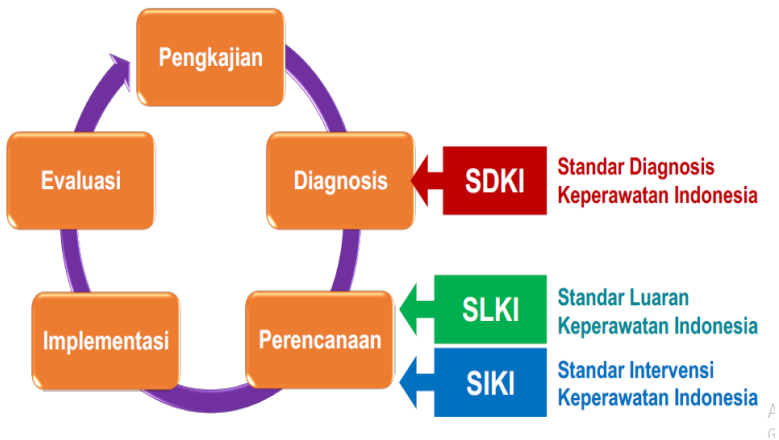 Pengkajian
Evaluasi
Diagnosis
SDKI
Standar Diagnosis
Keperawatan Indonesia
Implementasi
Perencanaan
SLKI
Standar Luaran
Keperawatan Indonesia
SIKI
Standar Intervensi
Keperawatan Indonesia